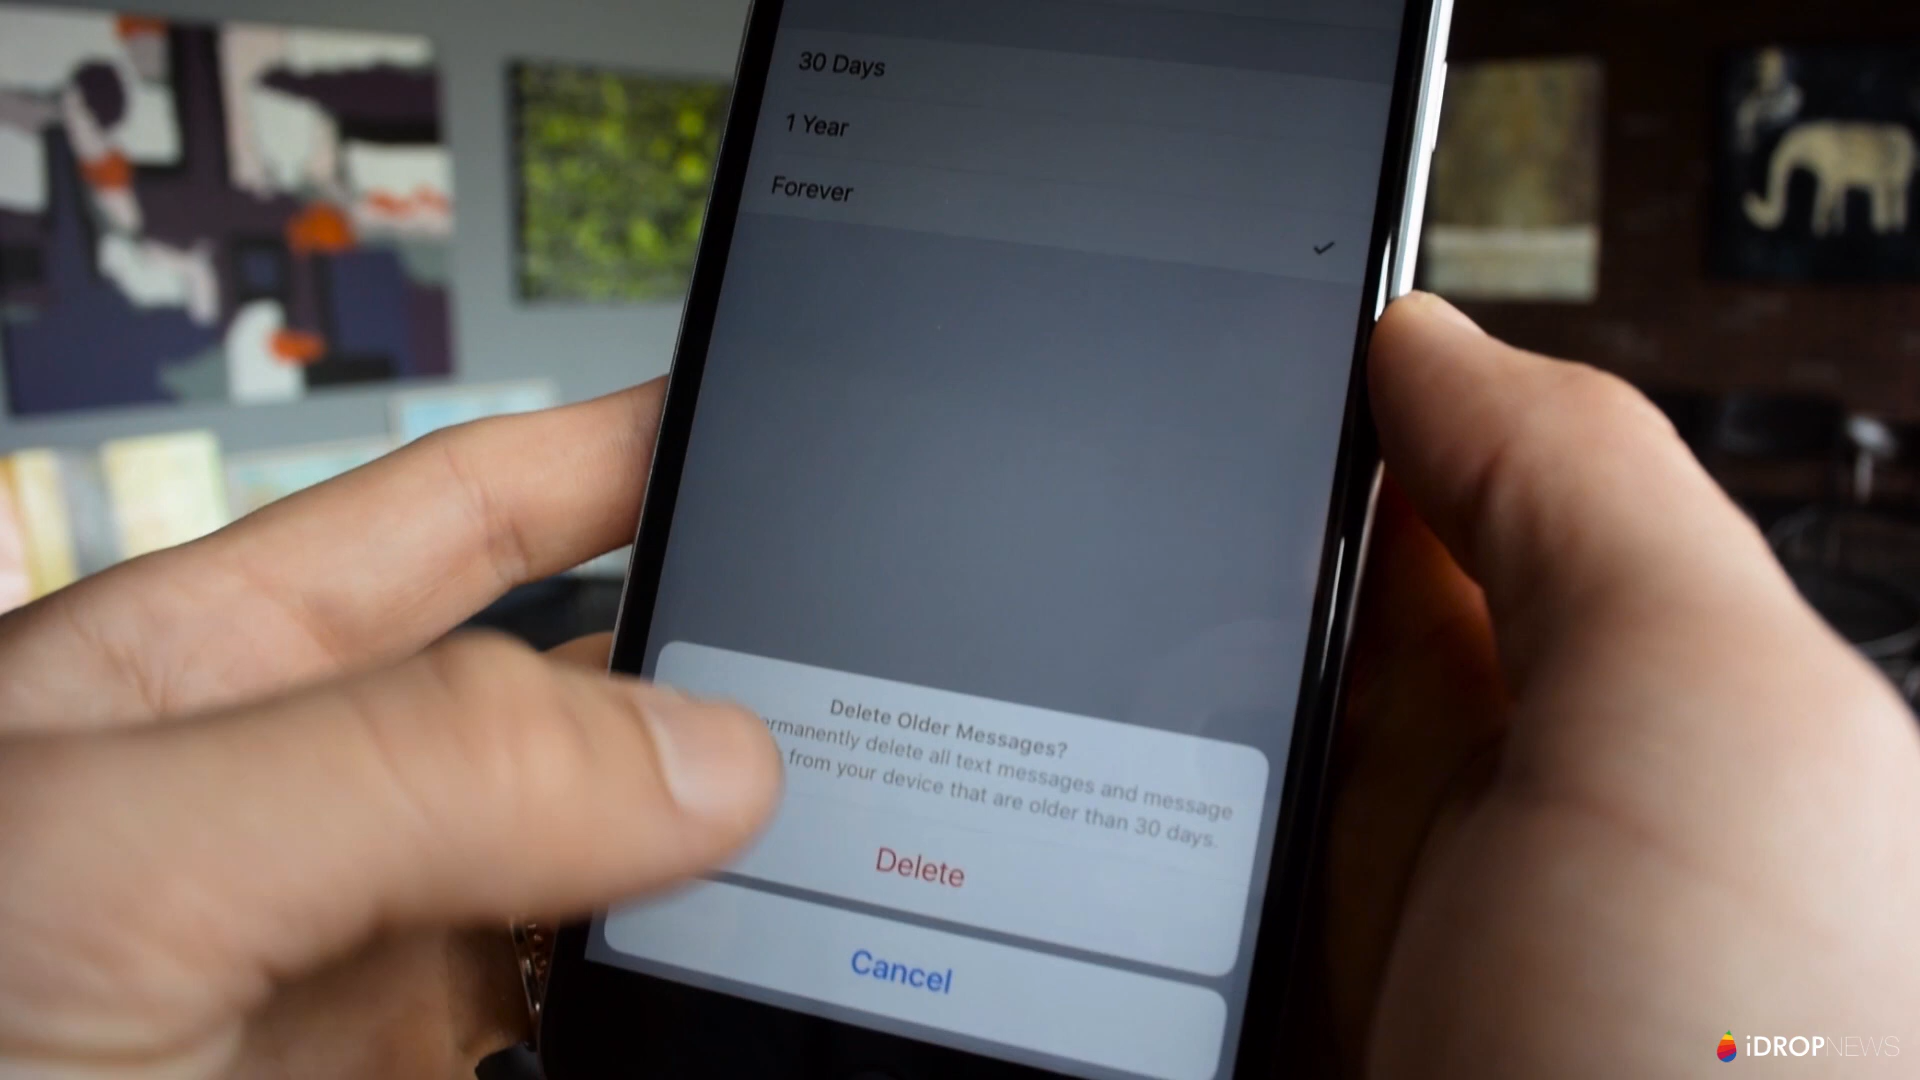 30 Days
1 Year
Forever
Delete Older Messages?
rmanently delete all text messages and message
from your device that are older than 30 days.
Delete
Cancel
iDROPNEWS